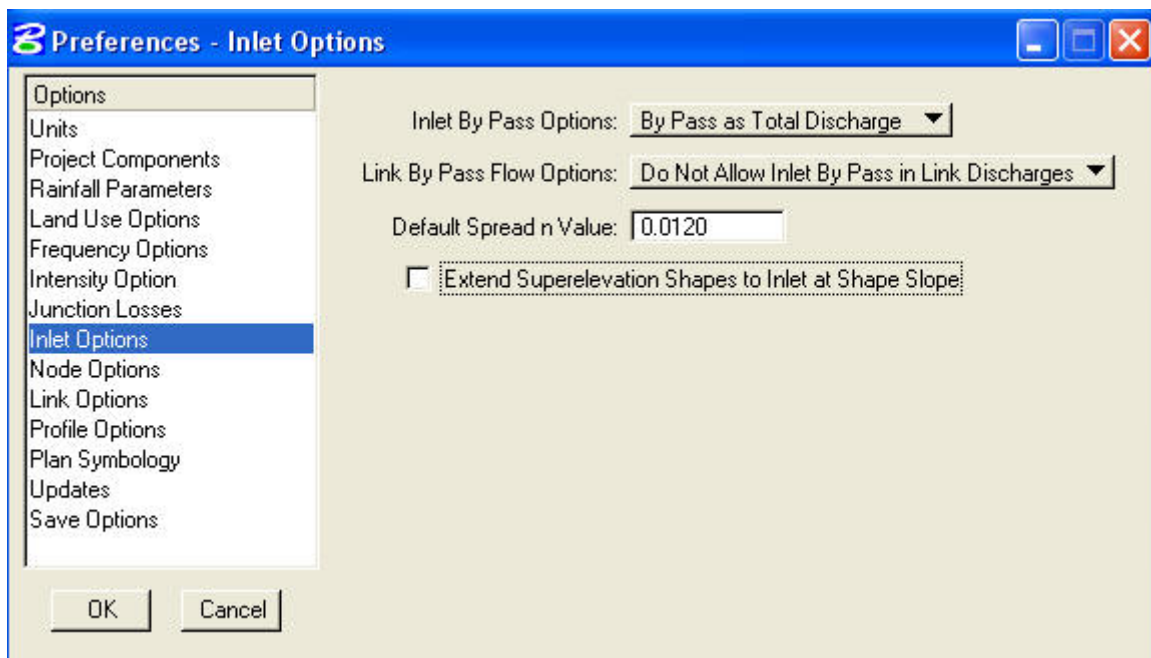 Preferences - Inlet Options
Options
Units
Project Components
Rainfall Parameters
Land Use Options
Frequency Options
Intensity Option
Junction Losses
Inlet Options
Node Options
Link Options
Profile Options
Plan Symbology
Updates
Save Options
OK Cancel
Inlet By Pass Options: By Pass as Total Discharge
Link By Pass Flow Options: Do Not Allow Inlet By Pass in Link Discharges
Default Spread n Value: 0.0120
Extend Superelevation Shapes to Inlet at Shape Slope